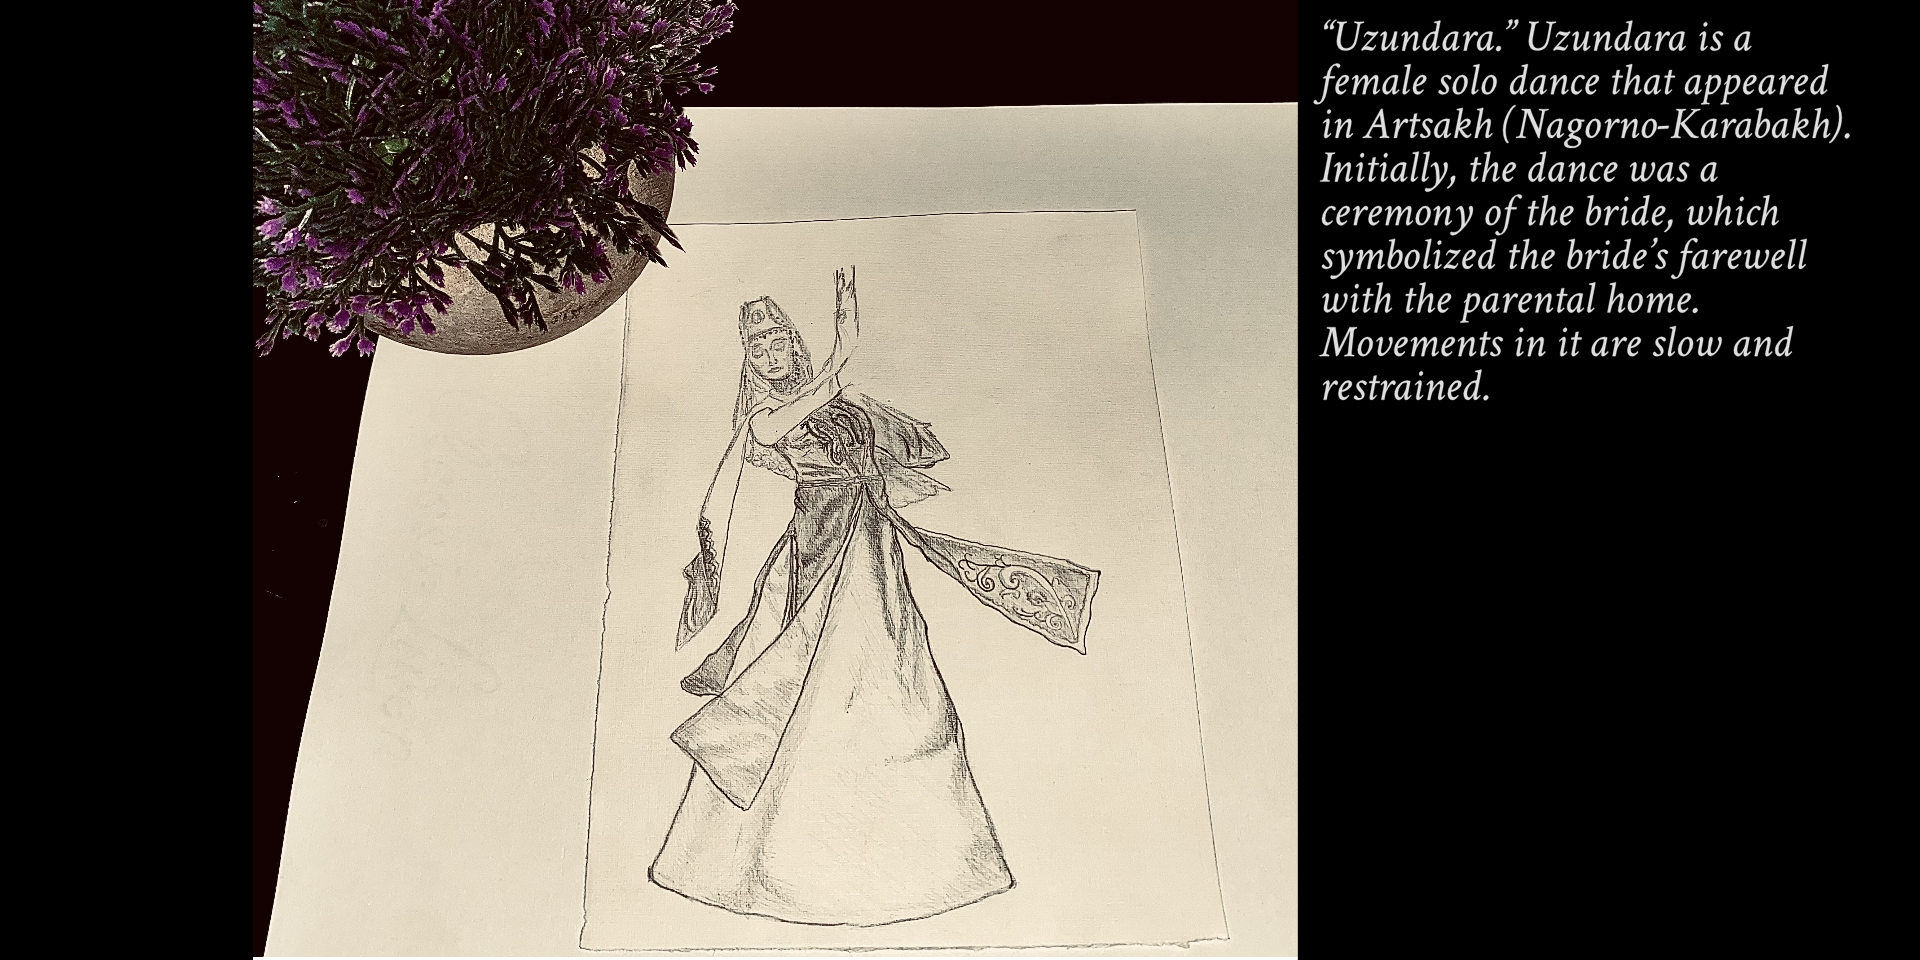 “Uzundara.” Uzundara is a
female solo dance that appeared
in Artsakh (Nagorno-Karabakh).
Initially, the dance was a
ceremony of the bride, which
symbolized the bride’s farewell
with the parental home.
Movements in it are slow and
restrained.